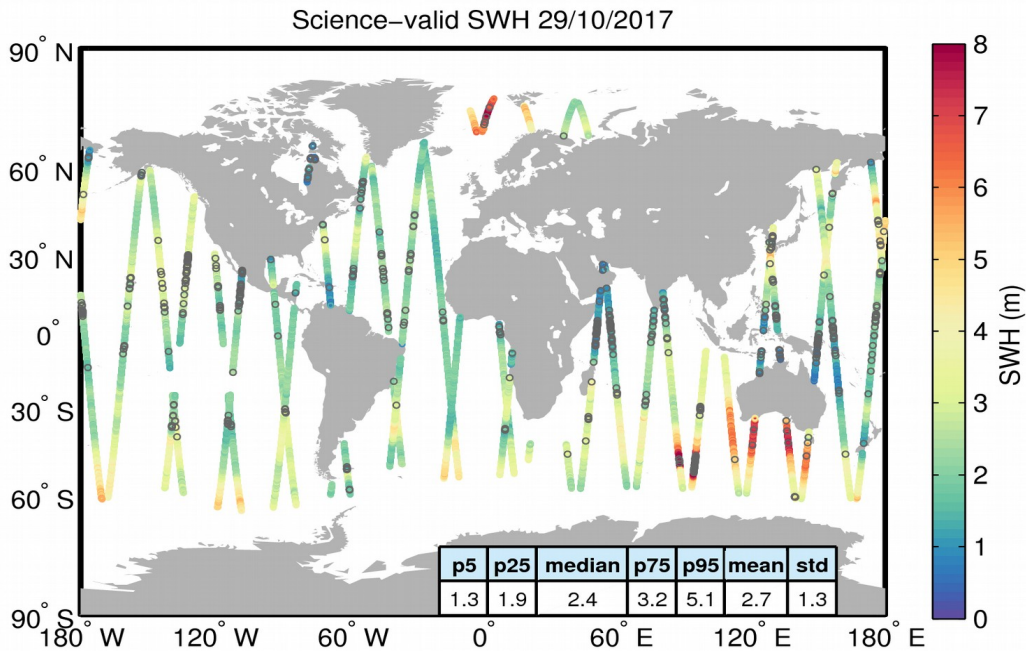 Science−valid SWH 29/10/2017
90° N
60° N
30° N
0°
30° S
60° S
90° S
180° W
120° W
60° W
0°
60° E
120° E
180° E
8
7
6
5
4
3
2
1
0
SWH (m)
p5 p25 median p75 p95 mean std
1.3 1.9 2.4 3.2 5.1 2.7 1.3